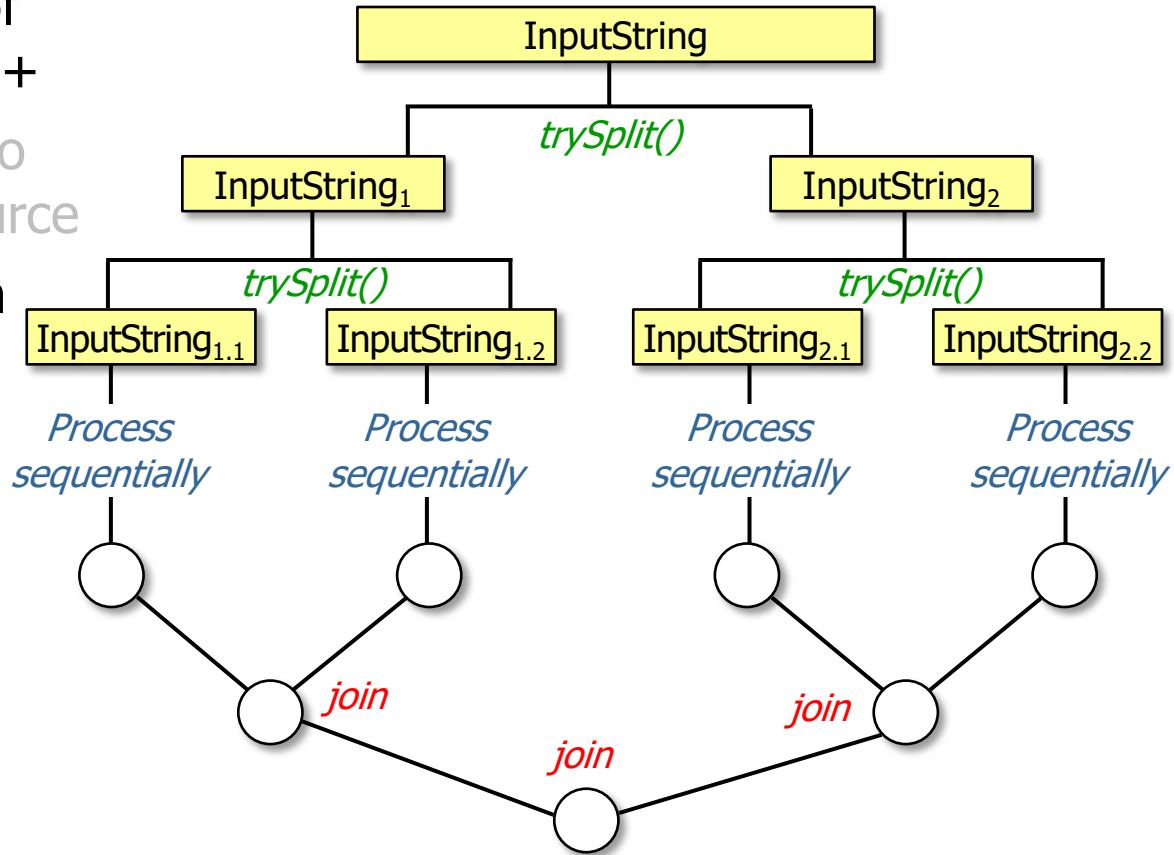 InputString
+
trySplit()
InputString₁ InputString₂
trySplit() trySplit()
InputString₁.₁ InputString₁.₂ InputString₂.₁ InputString₂.₂
Process Process Process Process
sequentially sequentially sequentially sequentially
join join
join